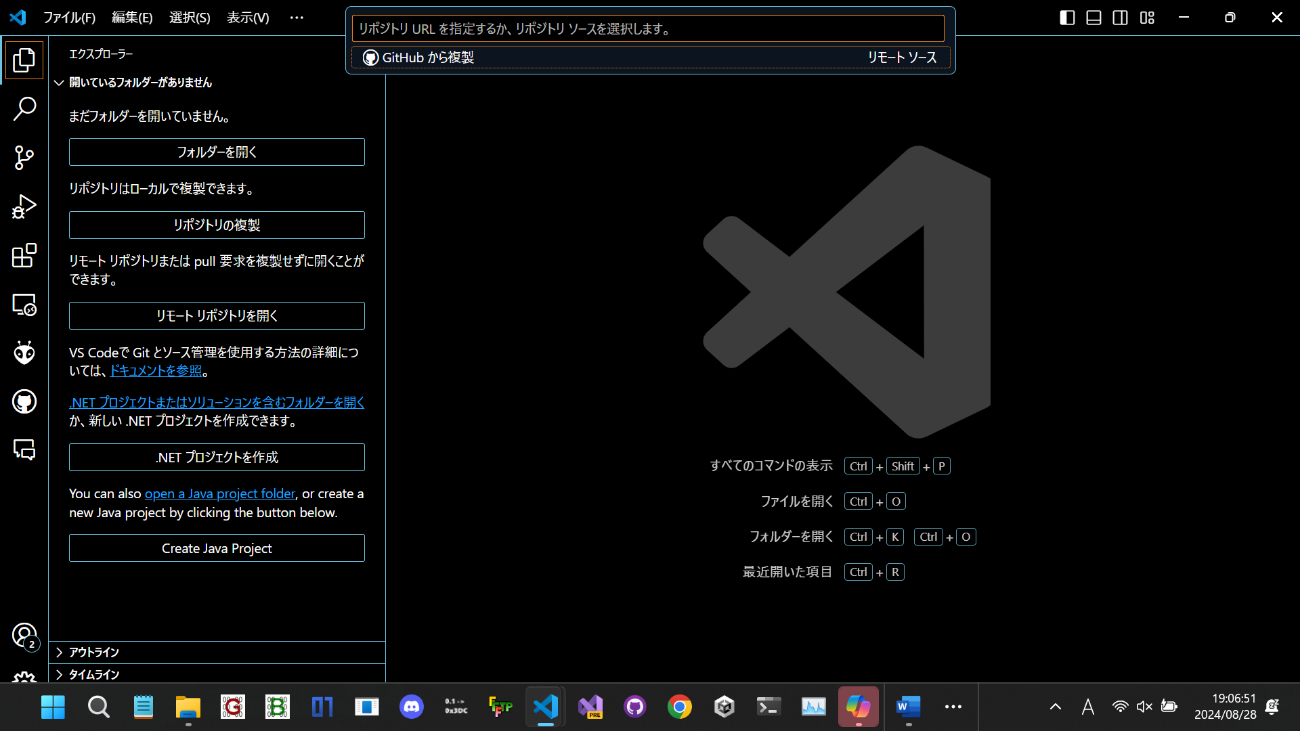 ファイル(F) 編集(E) 選択(S) 表示(V) ···
リポジトリ URL を指定するか、リポジトリ ソースを選択します。
GitHub から複製 リモート ソース
エクスプローラー
開いているフォルダーがありません
まだフォルダーを開いていません。
フォルダーを開く
リポジトリはローカルで複製できます。
リポジトリの複製
リモート リポジトリまたは pull 要求を複製せずに開くことが
できます。
リモート リポジトリを開く
VS Codeで Git とソース管理を使用する方法の詳細につ
いては、ドキュメントを参照。
.NET プロジェクトまたはソリューションを含むフォルダーを開く
か、新しい .NET プロジェクトを作成できます。
.NET プロジェクトを作成
You can also open a Java project folder, or create a
new Java project by clicking the button below.
Create Java Project
すべてのコマンドの表示 Ctrl + Shift + P
ファイルを開く Ctrl + O
フォルダーを開く Ctrl + K Ctrl + O
最近開いた項目 Ctrl + R
2
アウトライン
タイムライン
G
B
01
0.1-->
0x3DC
FFFTP
PRE
W
A
19:06:51
2024/08/28